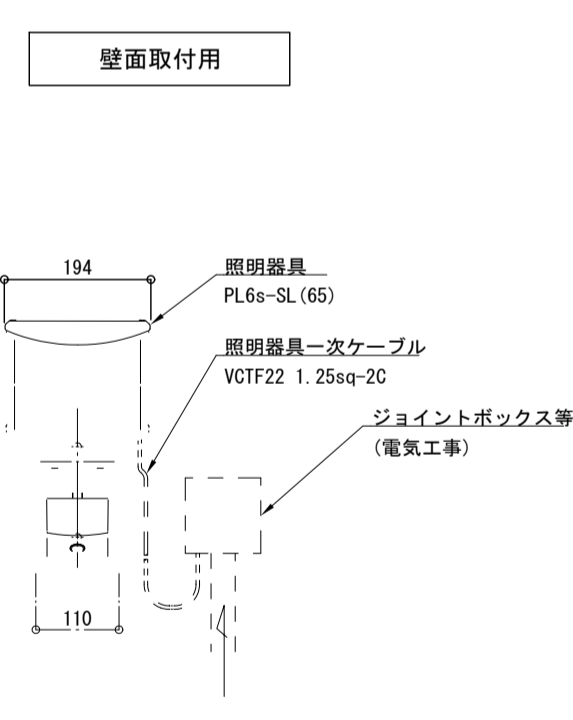 壁面取付用
194
照明器具
PL6s-SL(65)
照明器具一次ケーブル
VCTF22 1.25sq-2C
ジョイントボックス等
(電気工事)
110